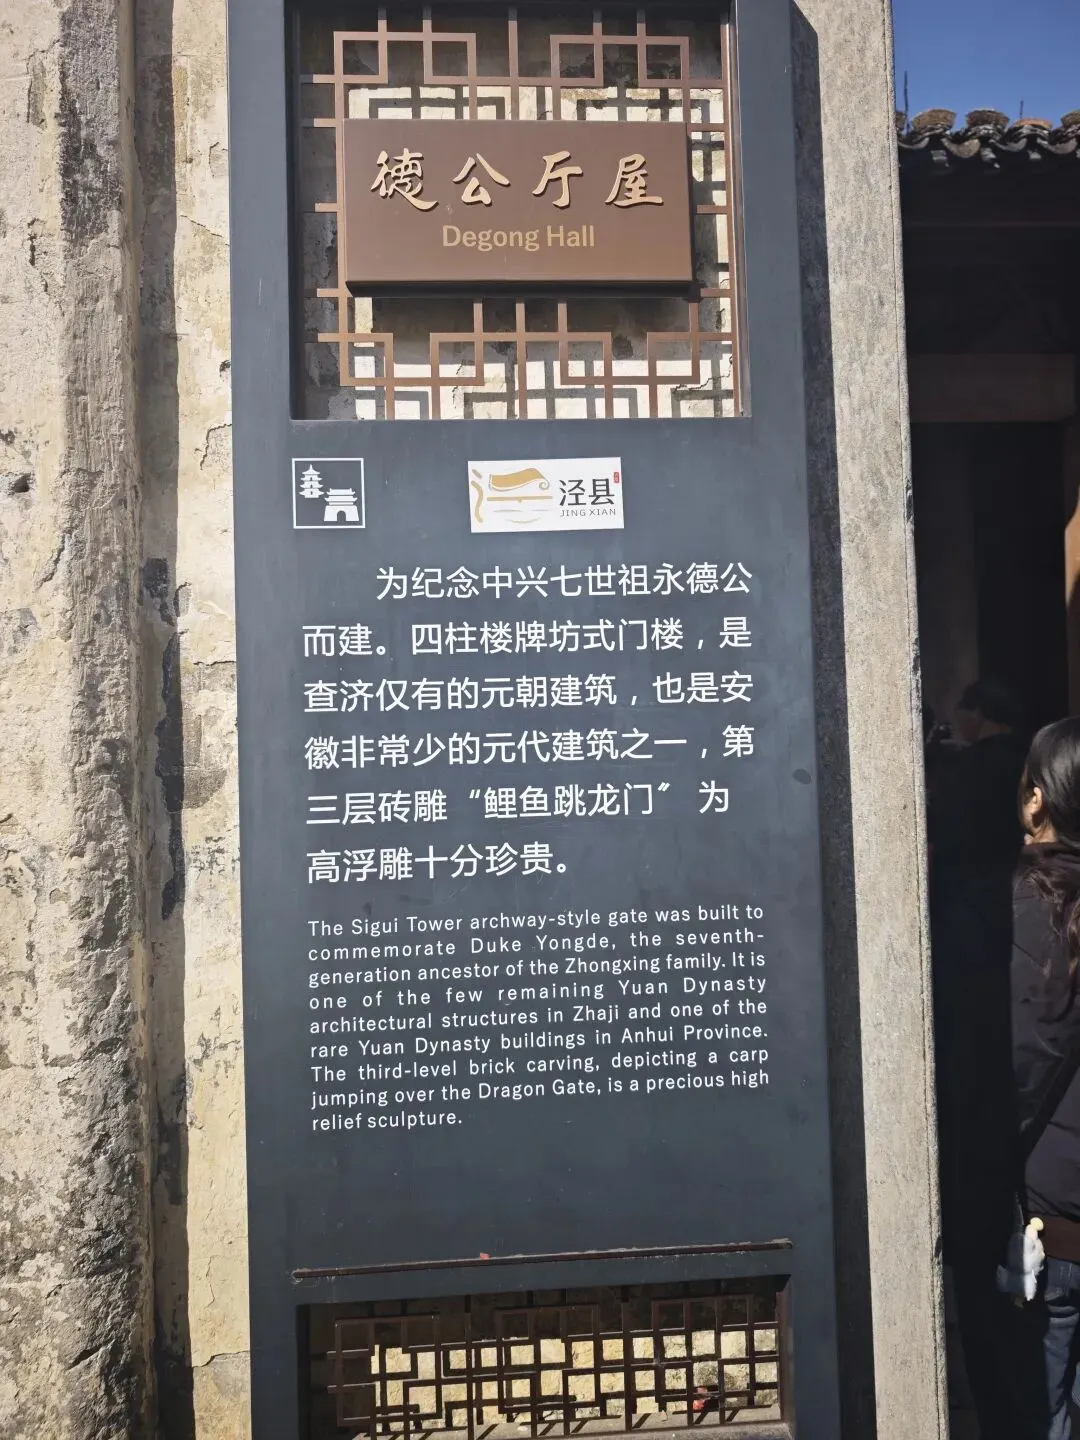 德公厅屋
Degong Hall
泾县
JING XIAN
为纪念中兴七世祖永德公
而建。四柱楼牌坊式门楼，是
查济仅有的元朝建筑，也是安
徽非常少的元代建筑之一，第
三层砖雕“鲤鱼跳龙门”为
高浮雕十分珍贵。
The Sigui Tower archway-style gate was built to
commemorate Duke Yongde, the seventh-
generation ancestor of the Zhongxing family. It is
one of the few remaining Yuan Dynasty
architectural structures in Zhaji and one of the
rare Yuan Dynasty buildings in Anhui Province.
The third-level brick carving, depicting a carp
jumping over the Dragon Gate, is a precious high
relief sculpture.